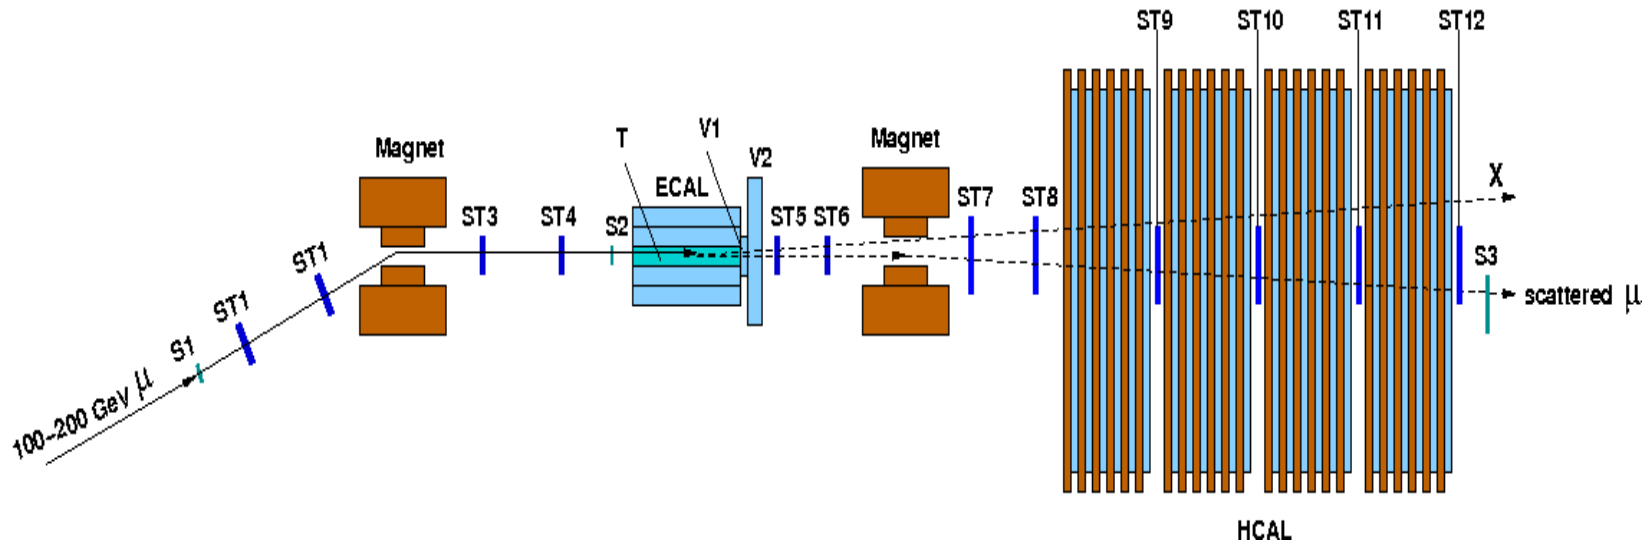 ST9 ST10 ST11 ST12
Magnet
T
V1
V2
Magnet
ECAL
X
ST3
ST4
S2
ST5 ST6
ST7
ST8
ST1
ST1
S1
S3
100-200 GeV μ
scattered μ
HCAL